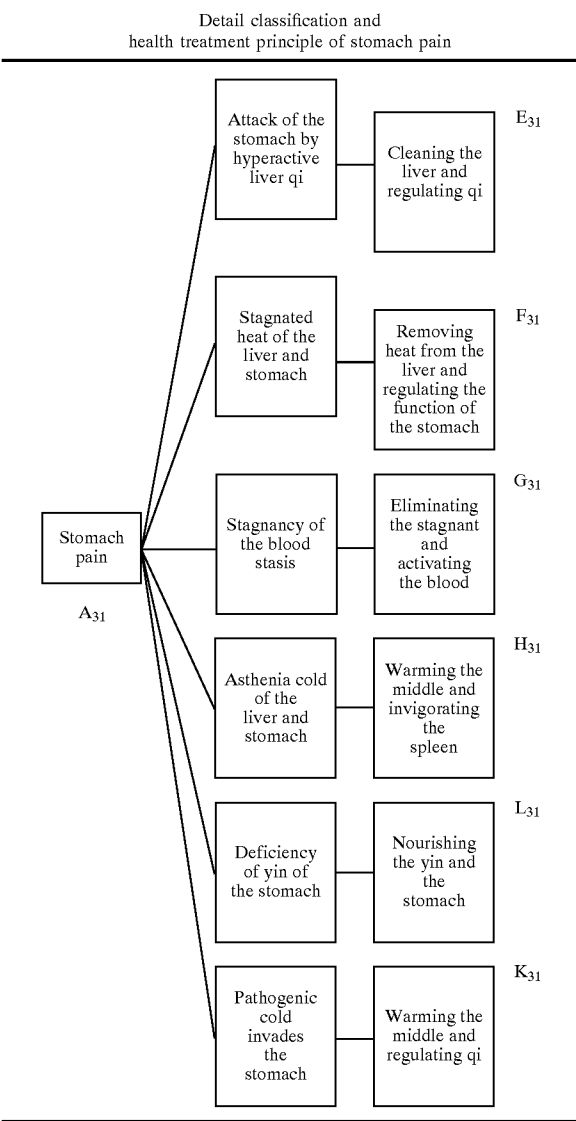 Detail classification and
health treatment principle of stomach pain
Attack of the
stomach by
hyperactive
liver qi
E31
Cleaning the
liver and
regulating qi
Stagnated
heat of the
liver and
stomach
F31
Removing
heat from the
liver and
regulating the
function of
the stomach
Stomach
pain
A31
Stagnancy of
the blood
stasis
G31
Eliminating
the stagnant
and
activating
the blood
Asthenia cold
of the
liver and
stomach
H31
Warming the
middle and
invigorating
the
spleen
Deficiency
of yin of
the stomach
L31
Nourishing
the yin and
the
stomach
Pathogenic
cold
invades
the
stomach
K31
Warming the
middle and
regulating qi